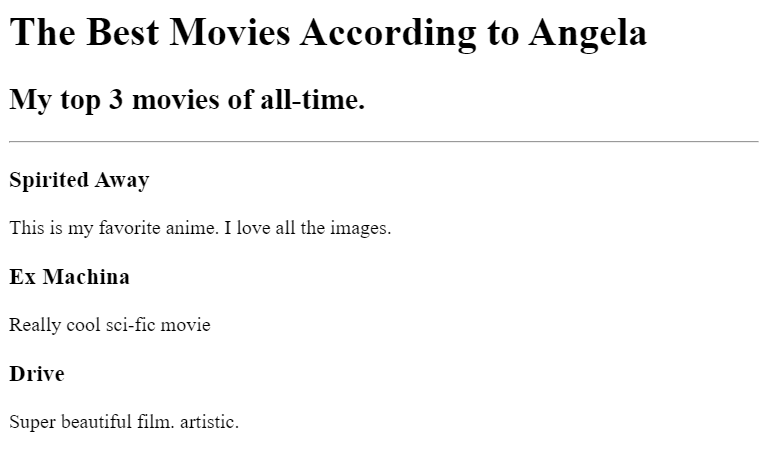 The Best Movies According to Angela
My top 3 movies of all-time.
Spirited Away
This is my favorite anime. I love all the images.
Ex Machina
Really cool sci-fic movie
Drive
Super beautiful film. artistic.